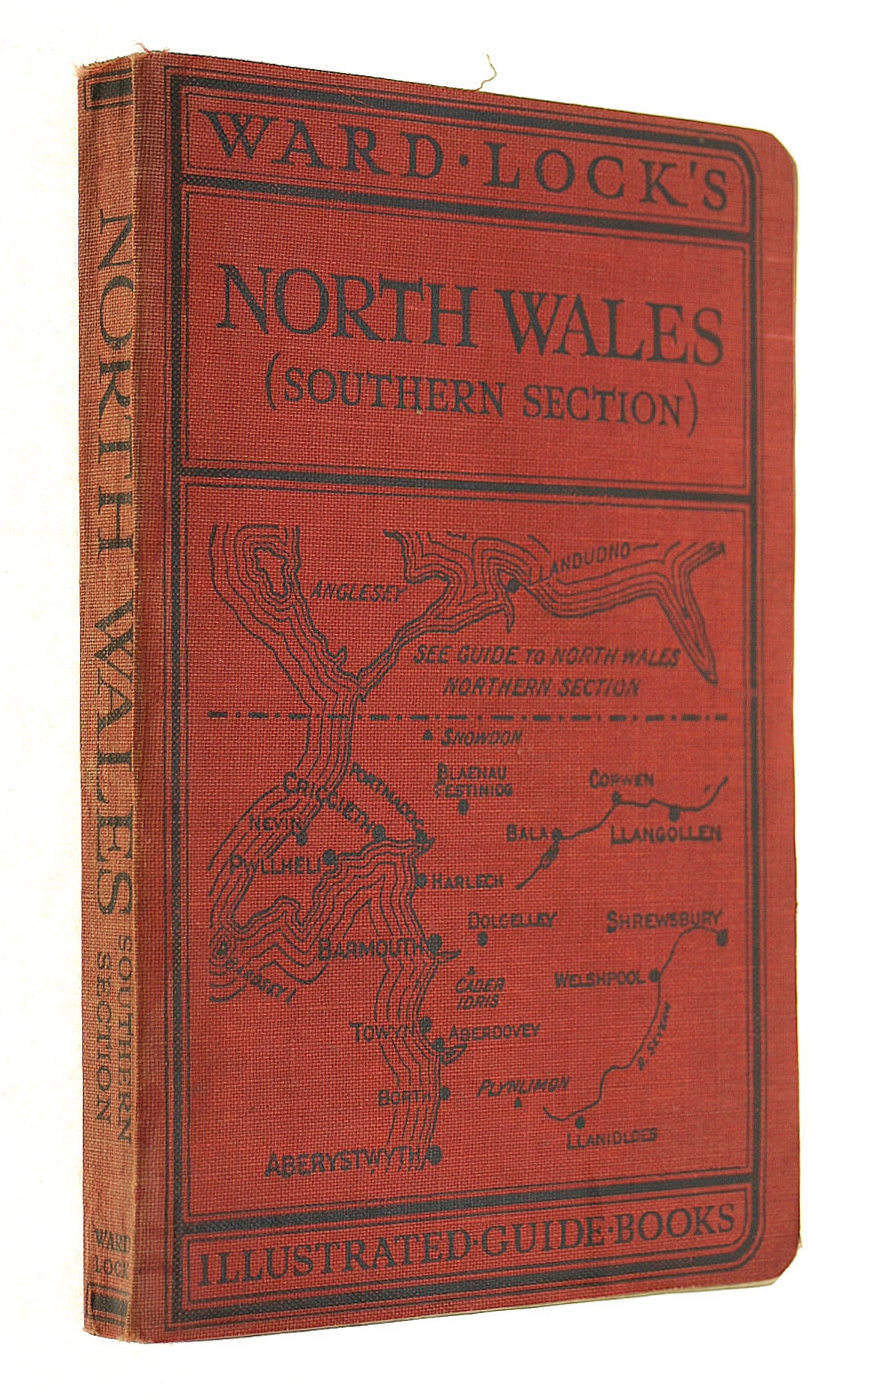 WARD·LOCK'S
NORTH WALES
(SOUTHERN SECTION)
ANGLESEY
LLANDUDNO
SEE GUIDE TO NORTH WALES
NORTHERN SECTION
SNOWDON
BLAENAU
FESTINIOG
CORWEN
PORTMADOC
CRICCIETH
NEVIN
BALA
LLANGOLLEN
PWLLHELI
HARLECH
DOLGELLEY
SHREWSBURY
BARMOUTH
BARDSEY I
CADER
IDRIS
WELSHPOOL
TOWYN
ABERDOVEY
R. SEVERN
BORTH
PLYNLIMON
LLANIDLOES
ABERYSTWYTH
ILLUSTRATED·GUIDE·BOOKS
NORTH WALES
SOUTHERN
SECTION
WARD
LOCK